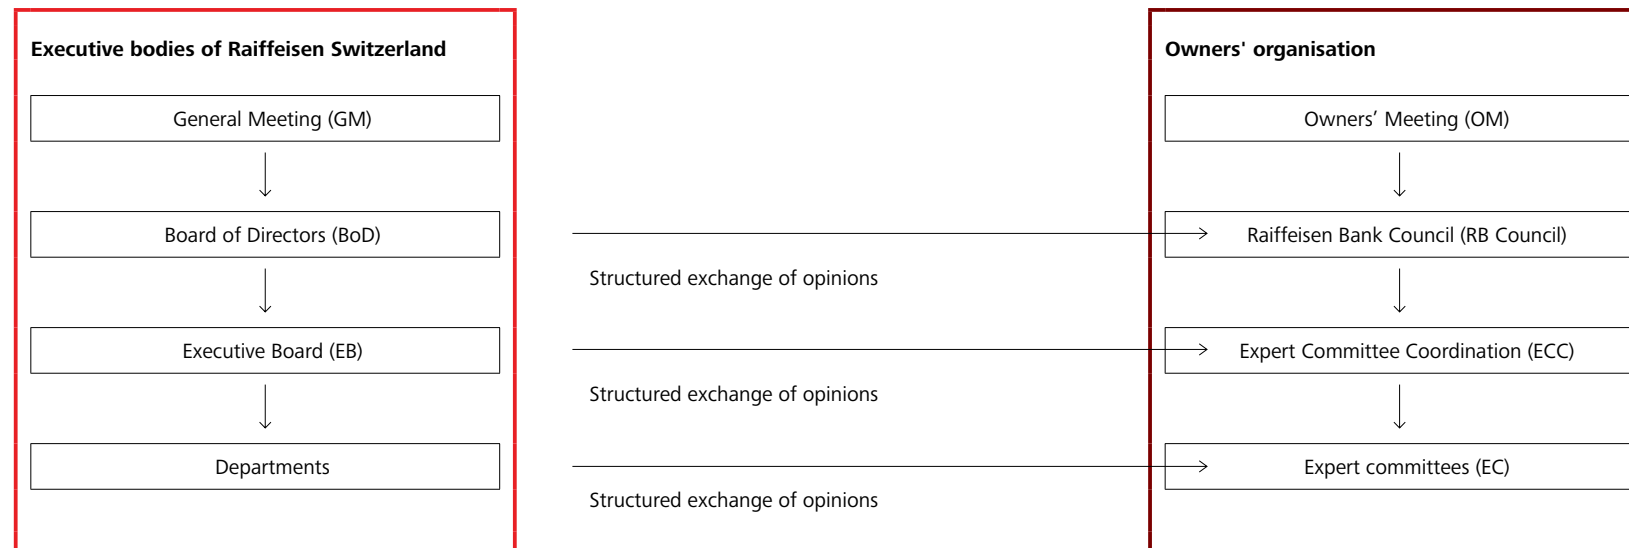 Executive bodies of Raiffeisen Switzerland
General Meeting (GM)
Board of Directors (BoD)
Executive Board (EB)
Departments
Structured exchange of opinions
Structured exchange of opinions
Structured exchange of opinions
Owners' organisation
Owners’ Meeting (OM)
Raiffeisen Bank Council (RB Council)
Expert Committee Coordination (ECC)
Expert committees (EC)